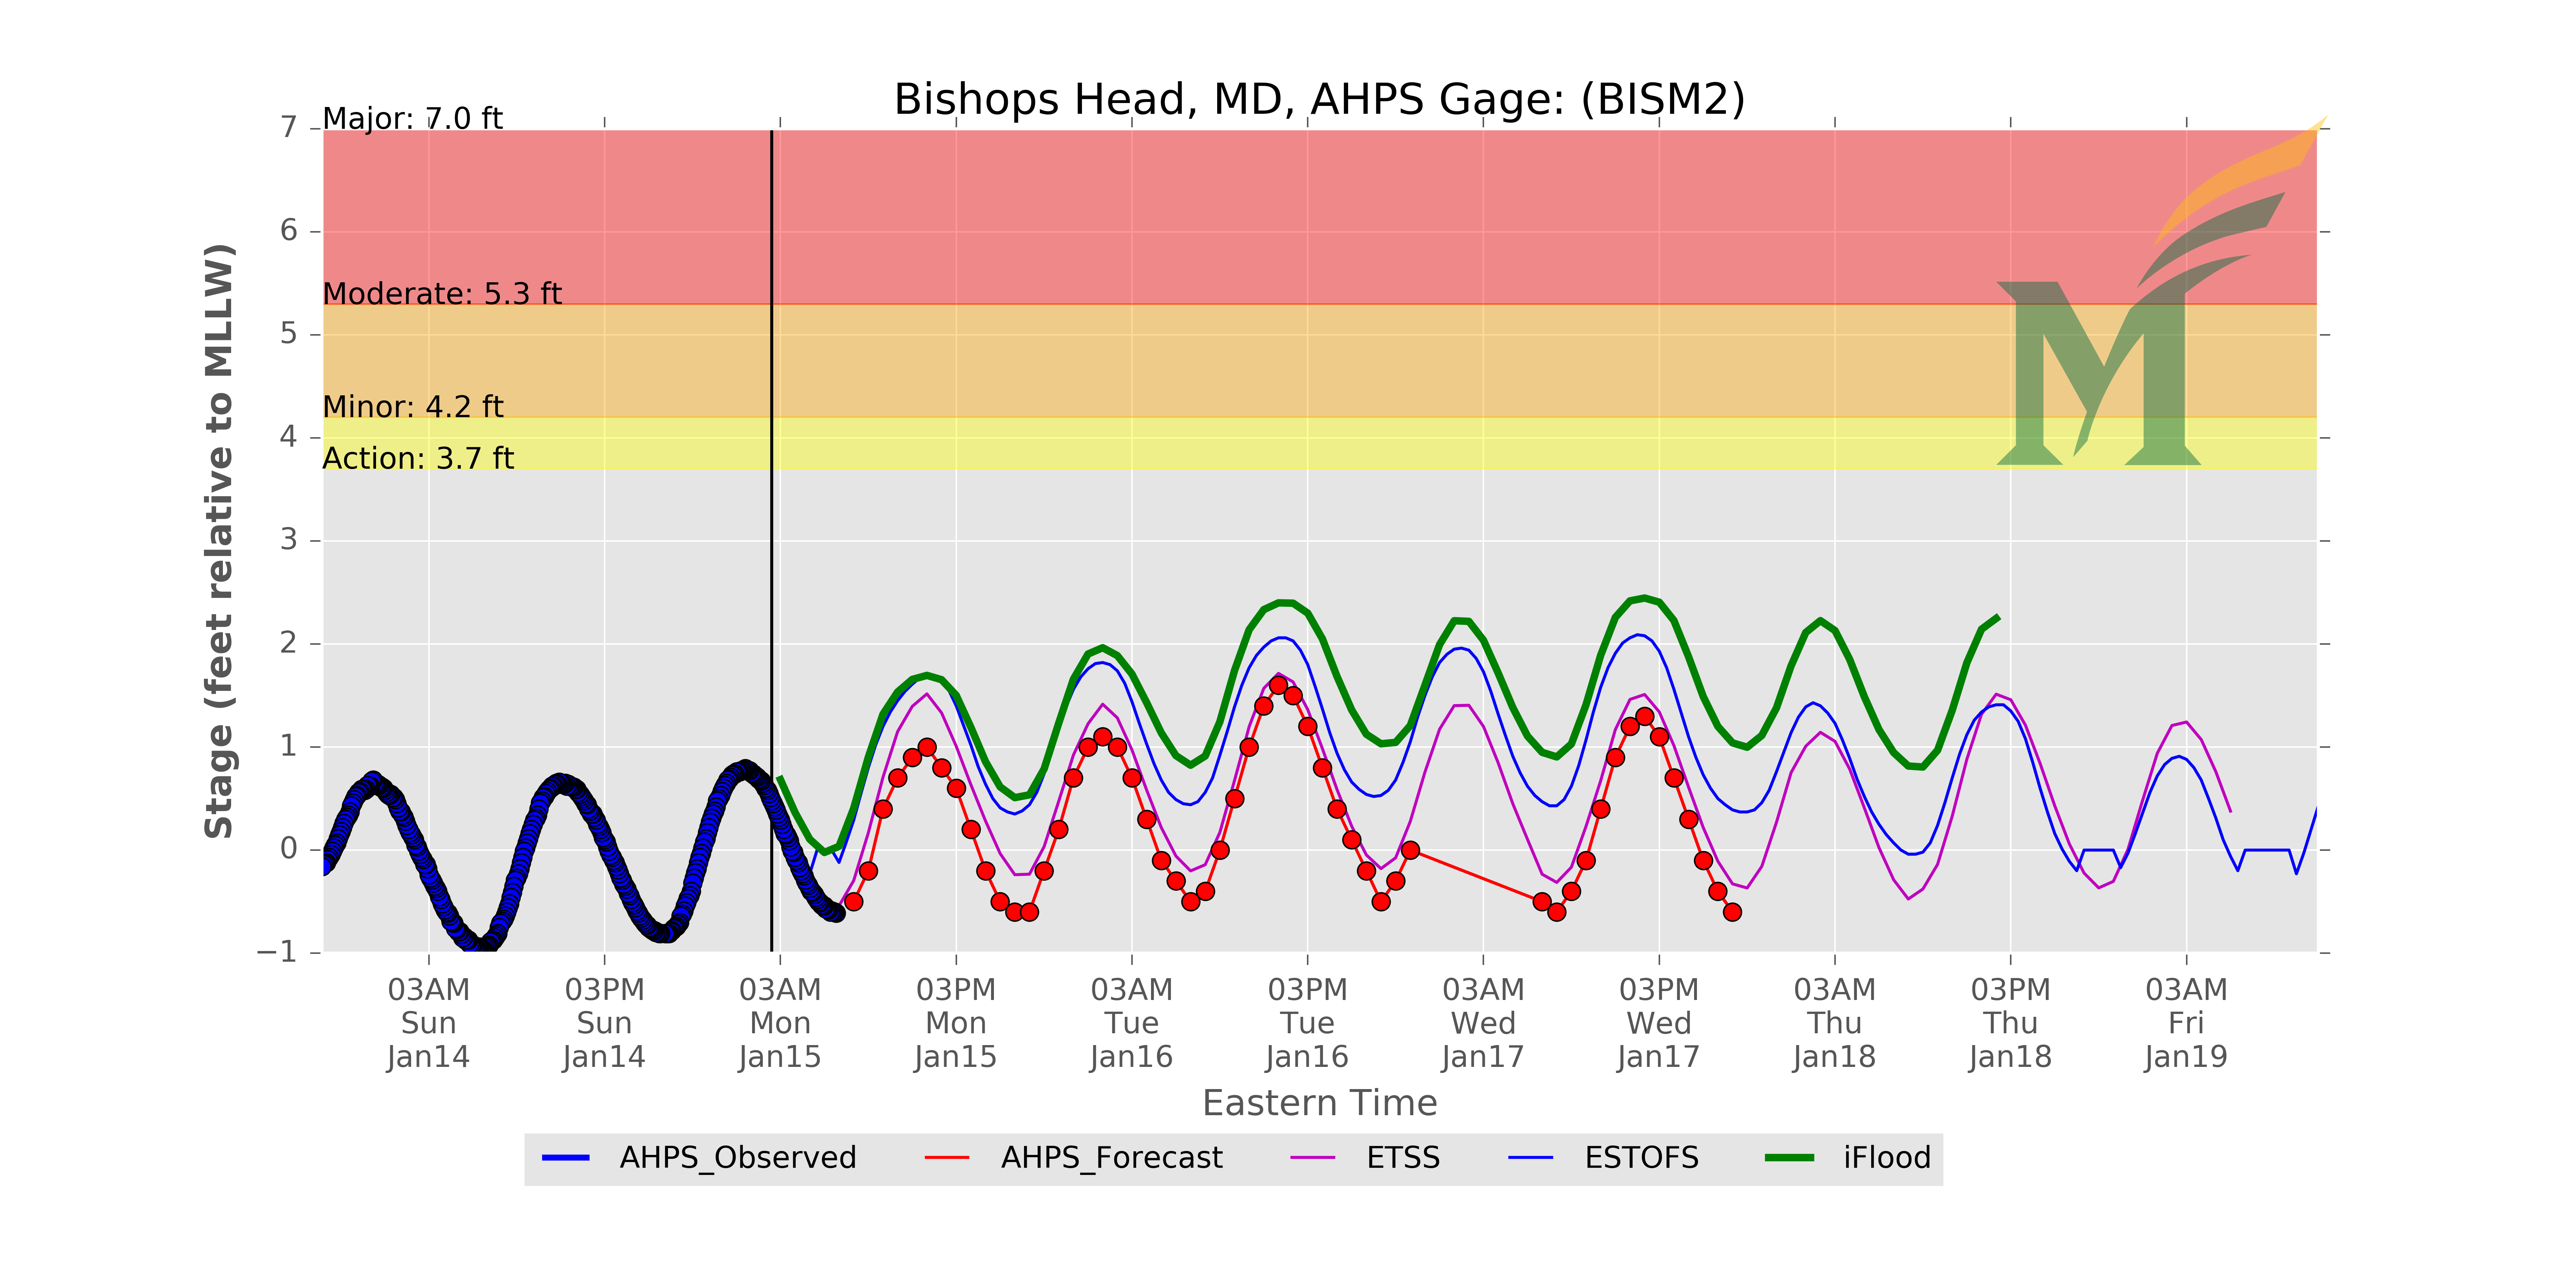 Bishops Head, MD, AHPS Gage: (BISM2)
Major: 7.0 ft
Moderate: 5.3 ft
Minor: 4.2 ft
Action: 3.7 ft
7
6
5
4
3
2
1
0
−1
Stage (feet relative to MLLW)
M
03AM 03PM 03AM 03PM 03AM 03PM 03AM 03PM 03AM 03PM 03AM
Sun Sun Mon Mon Tue Tue Wed Wed Thu Thu Fri
Jan14 Jan14 Jan15 Jan15 Jan16 Jan16 Jan17 Jan17 Jan18 Jan18 Jan19
Eastern Time
AHPS_Observed AHPS_Forecast ETSS ESTOFS iFlood